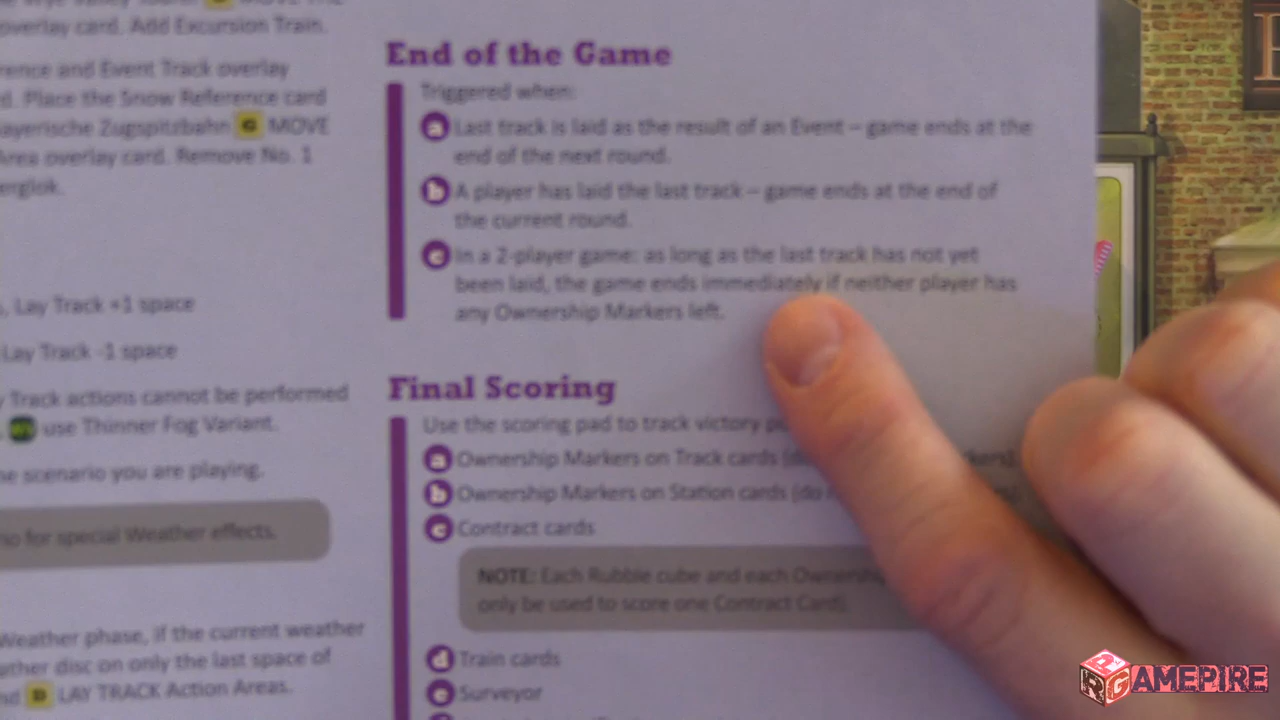 MOVE THE
overlay card. Add Excursion Train.
rence and Event Track overlay
d. Place the Snow Reference card
ayerische Zugspitzbahn G MOVE
Area overlay card. Remove No. 1
erglok.
, Lay Track +1 space
Lay Track -1 space
y Track actions cannot be performed
use Thinner Fog Variant.
he scenario you are playing.
io for special Weather effects.
Weather phase, if the current weather
ather disc on only the last space of
nd B LAY TRACK Action Areas.
End of the Game
Triggered when:
a Last track is laid as the result of an Event – game ends at the
end of the next round.
b A player has laid the last track – game ends at the end of
the current round.
c In a 2-player game: as long as the last track has not yet
been laid, the game ends immediately if neither player has
any Ownership Markers left.
Final Scoring
Use the scoring pad to track victory
a Ownership Markers on Track cards
b Ownership Markers on Station cards
c Contract cards
NOTE: Each Rubble cube and each
only be used to score one Contract Card).
d Train cards
e Surveyor
RPGAMEPIRE